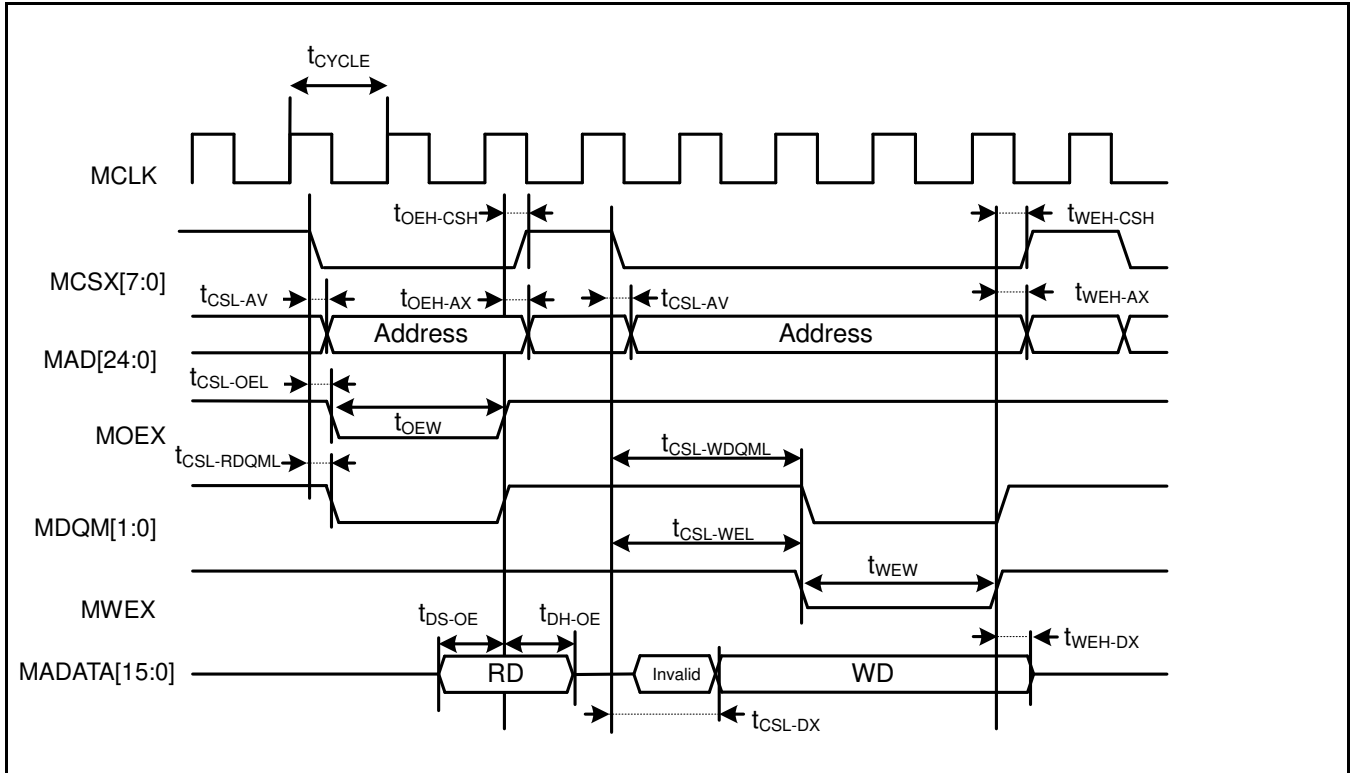 tCYCLE
MCLK
tOEH-CSH
tWEH-CSH
MCSX[7:0]
tCSL-AV
tOEH-AX
tCSL-AV
tWEH-AX
Address
Address
MAD[24:0]
tCSL-OEL
tOEW
MOEX
tCSL-RDQML
tCSL-WDQML
MDQM[1:0]
tCSL-WEL
tWEW
MWEX
tDS-OE
tDH-OE
tWEH-DX
MADATA[15:0]
RD
Invalid
WD
tCSL-DX